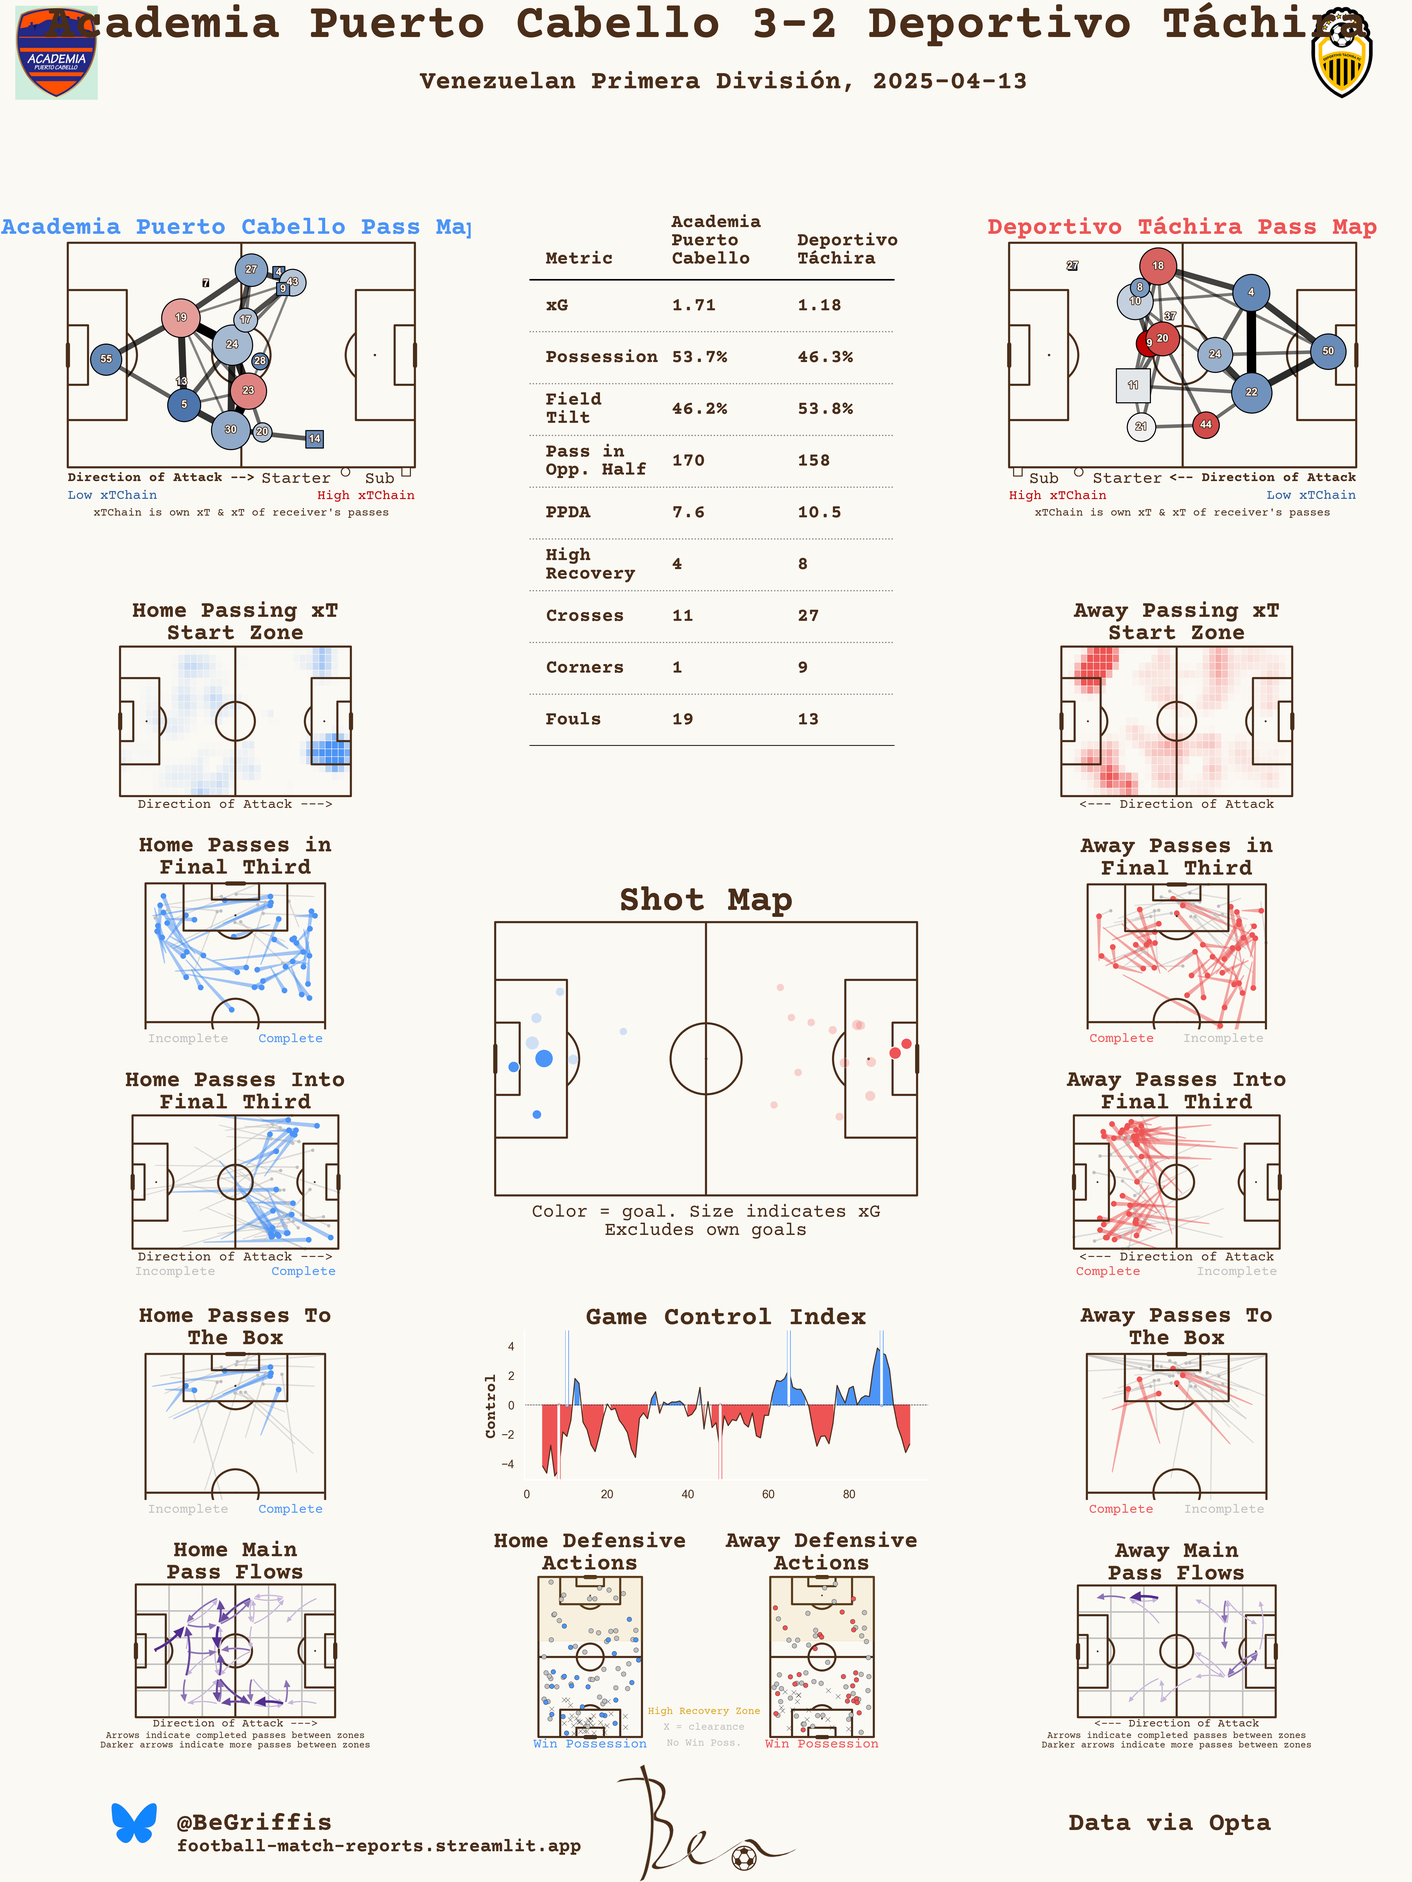 Academia Puerto Cabello 3-2 Deportivo Táchira
Venezuelan Primera División, 2025-04-13
ACADEMIA
PUERTO CABELLO
Academia Puerto Cabello Pass Map
27
4
43
9
7
19
17
24
55
28
13
23
5
30
20
14
Direction of Attack --> Starter Sub
Low xTChain High xTChain
xTChain is own xT & xT of receiver's passes
Metric Academia Puerto Cabello Deportivo Táchira
xG 1.71 1.18
Possession 53.7% 46.3%
Field Tilt 46.2% 53.8%
Pass in Opp. Half 170 158
PPDA 7.6 10.5
High Recovery 4 8
Crosses 11 27
Corners 1 9
Fouls 19 13
Deportivo Táchira Pass Map
27
18
8
10
4
37
9
20
24
50
11
22
21
44
Sub Starter <-- Direction of Attack
High xTChain Low xTChain
xTChain is own xT & xT of receiver's passes
Home Passing xT
Start Zone
Direction of Attack --->
Away Passing xT
Start Zone
<--- Direction of Attack
Home Passes in
Final Third
Incomplete Complete
Away Passes in
Final Third
Complete Incomplete
Shot Map
Color = goal. Size indicates xG
Excludes own goals
Home Passes Into
Final Third
Direction of Attack --->
Incomplete Complete
Away Passes Into
Final Third
<--- Direction of Attack
Complete Incomplete
Home Passes To
The Box
Incomplete Complete
Game Control Index
Control
4
2
0
−2
−4
0 20 40 60 80
Away Passes To
The Box
Complete Incomplete
Home Main
Pass Flows
Direction of Attack --->
Arrows indicate completed passes between zones
Darker arrows indicate more passes between zones
Home Defensive
Actions
Win Possession
High Recovery Zone
X = clearance
No Win Poss.
Away Defensive
Actions
Win Possession
Away Main
Pass Flows
<--- Direction of Attack
Arrows indicate completed passes between zones
Darker arrows indicate more passes between zones
@BeGriffis
football-match-reports.streamlit.app
Ben
Data via Opta